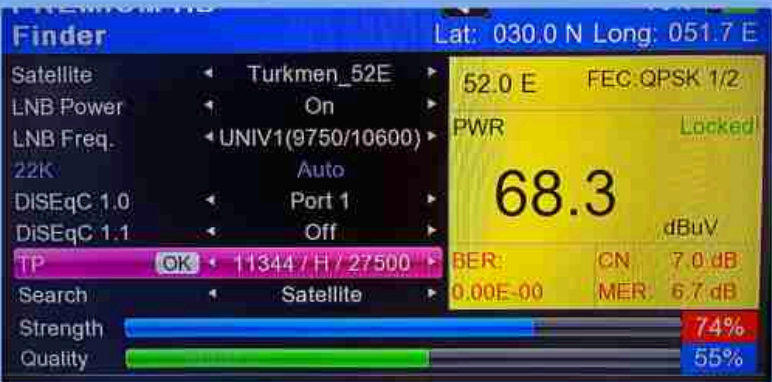 Finder Lat: 030.0 N Long: 051.7 E
Satellite Turkmen_52E
LNB Power On
LNB Freq. UNIV1(9750/10600)
22K Auto
DiSEqC 1.0 Port 1
DiSEqC 1.1 Off
TP OK 11344 / H / 27500
Search Satellite
52.0 E FEC:QPSK 1/2
PWR Locked!
68.3
dBuV
BER: CN 7.0 dB
0.00E-00 MER: 6.7 dB
Strength 74%
Quality 55%